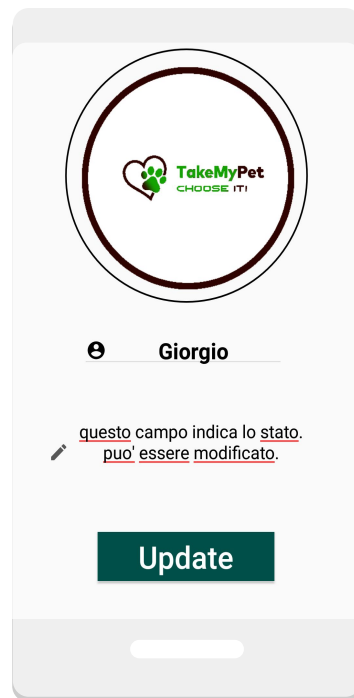 TakeMyPet
CHOOSE IT!
Giorgio
questo campo indica lo stato.
puo' essere modificato.
Update